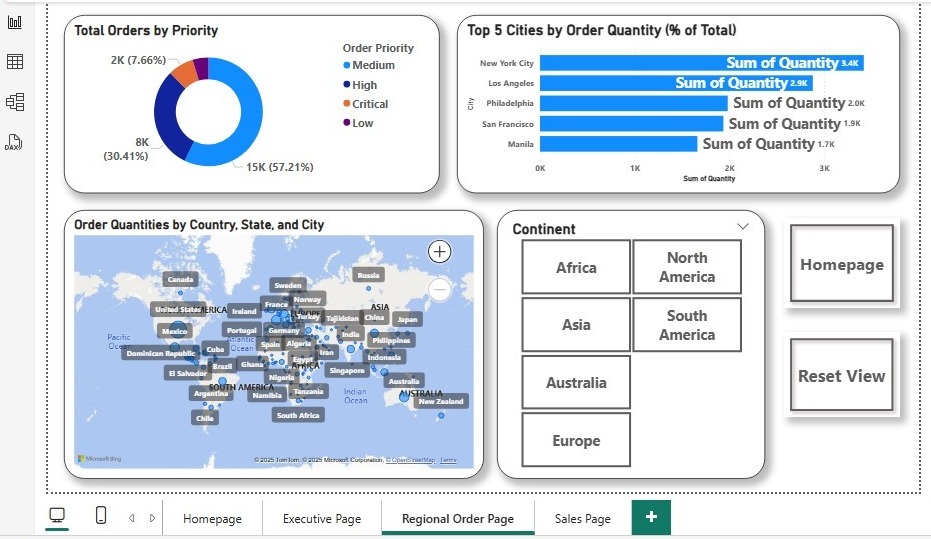 DAX
Total Orders by Priority
2K (7.66%)
8K
(30.41%)
15K (57.21%)
Order Priority
Medium
High
Critical
Low
Top 5 Cities by Order Quantity (% of Total)
City
New York City
Sum of Quantity 3.4K
Los Angeles
Sum of Quantity 2.9K
Philadelphia
Sum of Quantity 2.0K
San Francisco
Sum of Quantity 1.9K
Manila
Sum of Quantity 1.7K
0K 1K 2K 3K
Sum of Quantity
Order Quantities by Country, State, and City
Russia
Canada
Sweden
France
Norway
ASIA
United States
Ireland
Turkey
Tajikistan
China
Japan
Mexico
Portugal
Germany
India
Pacific
Ocean
Atlantic
Ocean
Spain
Algeria
Philippines
Dominican Republic
Cuba
Iran
Indonesia
Egypt
Brazil
Ghana
AFRICA
El Salvador
Nigeria
Singapore
Australia
SOUTH AMERICA
Argentina
Namibia
Tanzania
Indian
Ocean
AUSTRALIA
New Zealand
Chile
South Africa
Microsoft Bing
© 2025 TomTom, © 2025 Microsoft Corporation, © OpenStreetMap Terms
Continent
Africa
North
America
Asia
South
America
Australia
Europe
Homepage
Reset View
Homepage
Executive Page
Regional Order Page
Sales Page
+